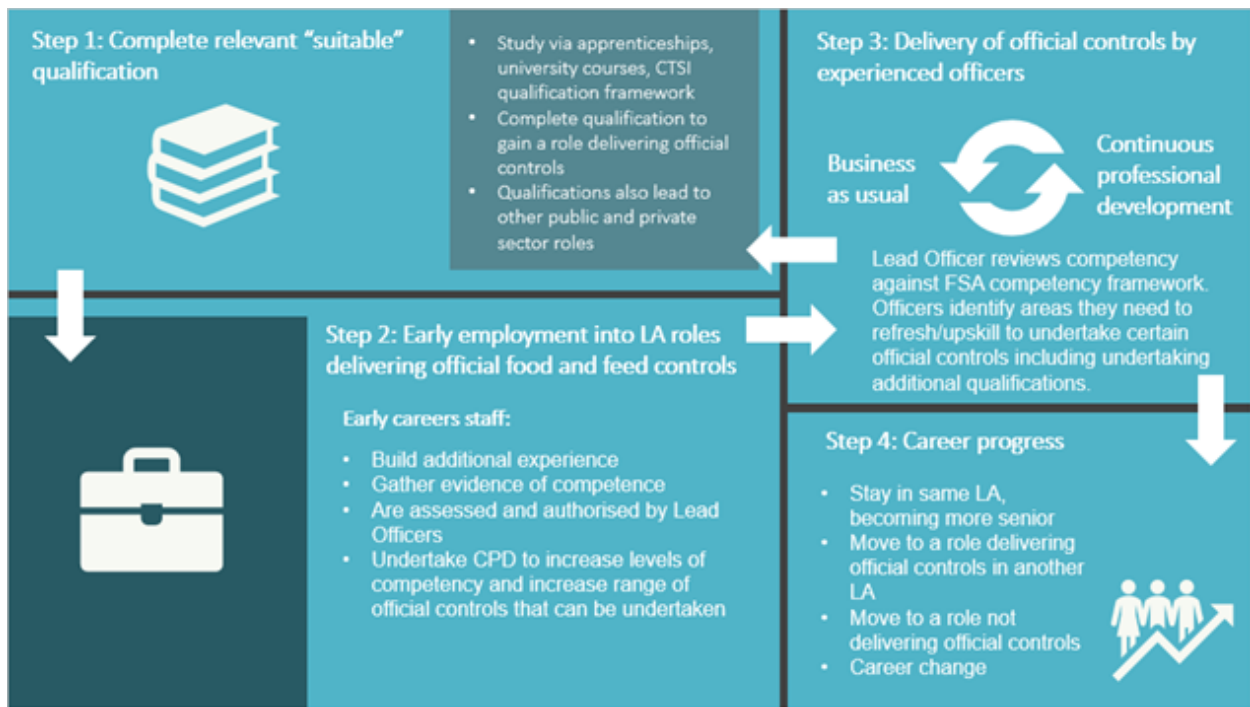 Step 1: Complete relevant “suitable”
qualification
• Study via apprenticeships,
university courses, CTSI
qualification framework
• Complete qualification to
gain a role delivering official
controls
• Qualifications also lead to
other public and private
sector roles
Step 2: Early employment into LA roles
delivering official food and feed controls
Early careers staff:
• Build additional experience
• Gather evidence of competence
• Are assessed and authorised by Lead
Officers
• Undertake CPD to increase levels of
competency and increase range of
official controls that can be undertaken
Step 3: Delivery of official controls by
experienced officers
Business
as usual
Continuous
professional
development
Lead Officer reviews competency
against FSA competency framework.
Officers identify areas they need to
refresh/upskill to undertake certain
official controls including undertaking
additional qualifications.
Step 4: Career progress
• Stay in same LA,
becoming more senior
• Move to a role delivering
official controls in another
LA
• Move to a role not
delivering official controls
• Career change